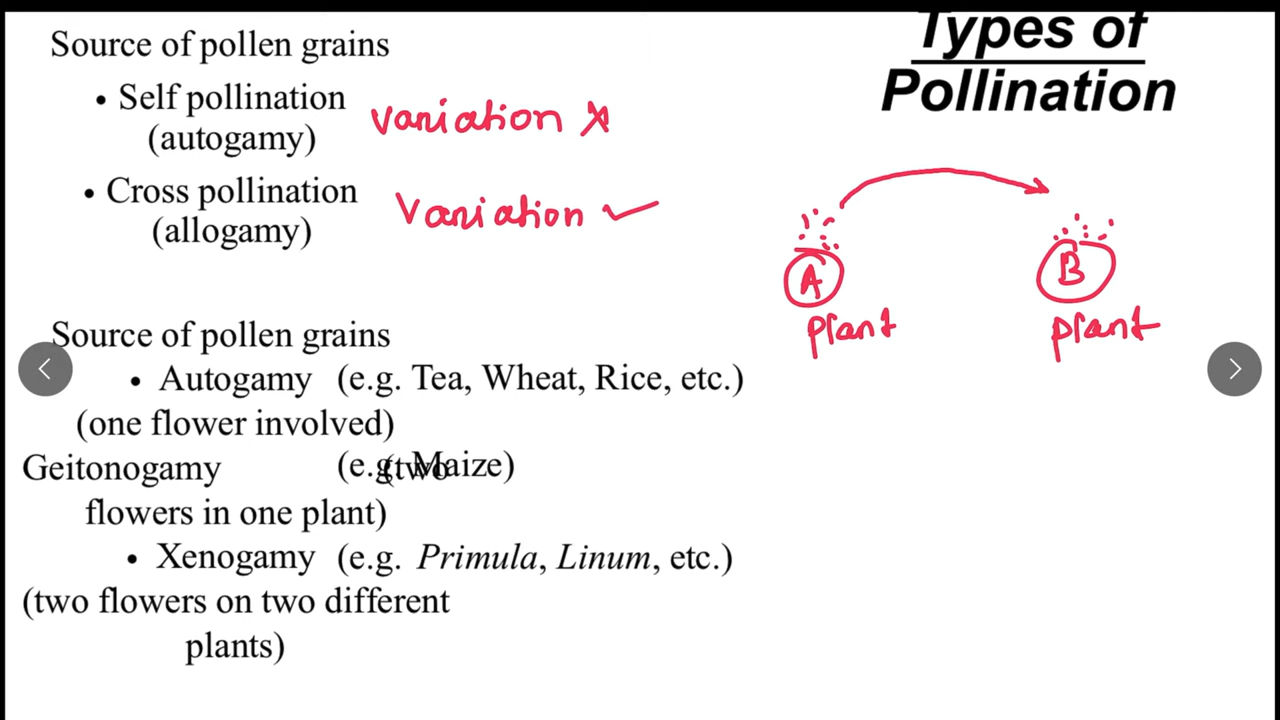 Types of
Pollination
Source of pollen grains
• Self pollination
(autogamy)
variation ✗
• Cross pollination
(allogamy)
Variation ✓
A
plant
B
plant
Source of pollen grains
• Autogamy (e.g. Tea, Wheat, Rice, etc.)
(one flower involved)
Geitonogamy (e.g. Maize) (two
flowers in one plant)
• Xenogamy (e.g. Primula, Linum, etc.)
(two flowers on two different
plants)